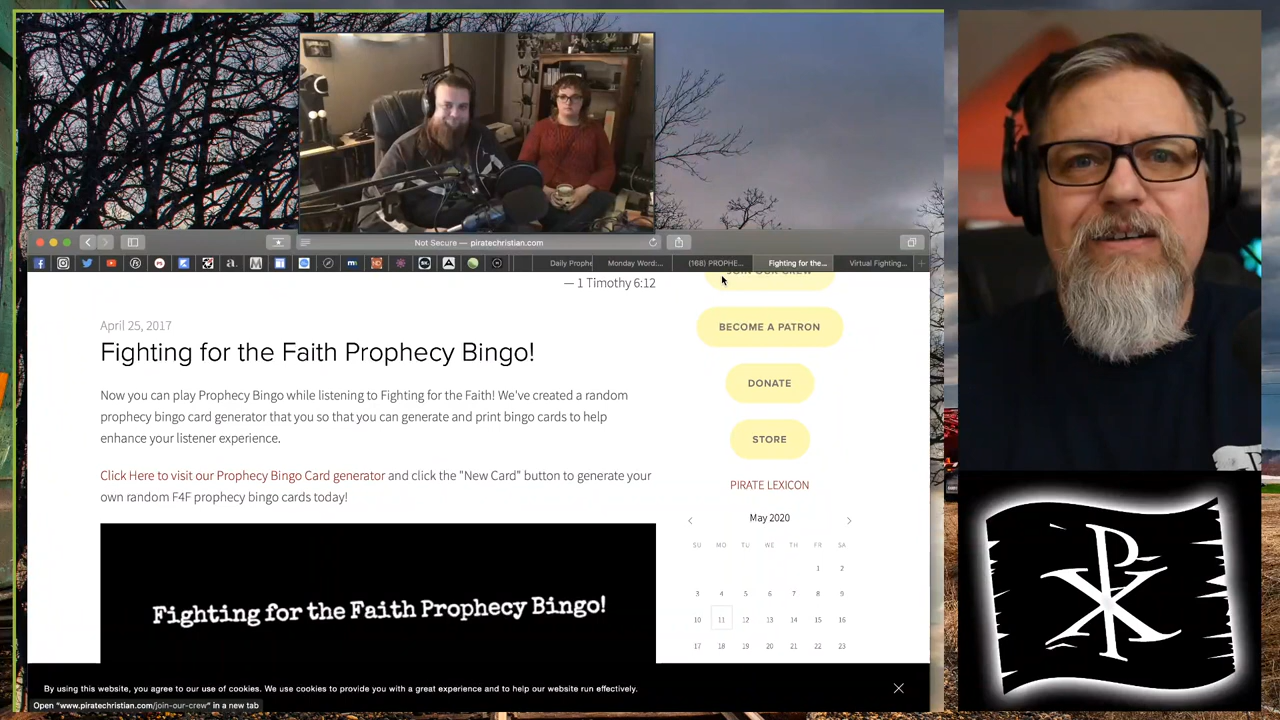 Not Secure — piratechristian.com
Daily Prophe
Monday Word:...
(168) PROPHE...
Fighting for the...
Virtual Fighting...
— 1 Timothy 6:12
April 25, 2017
Fighting for the Faith Prophecy Bingo!
Now you can play Prophecy Bingo while listening to Fighting for the Faith! We've created a random
prophecy bingo card generator that you so that you can generate and print bingo cards to help
enhance your listener experience.
Click Here to visit our Prophecy Bingo Card generator and click the "New Card" button to generate your
own random F4F prophecy bingo cards today!
Fighting for the Faith Prophecy Bingo!
JOIN OUR CREW
BECOME A PATRON
DONATE
STORE
PIRATE LEXICON
May 2020
SU MO TU WE TH FR SA
1 2
3 4 5 6 7 8 9
10 11 12 13 14 15 16
17 18 19 20 21 22 23
By using this website, you agree to our use of cookies. We use cookies to provide you with a great experience and to help our website run effectively.
Open "www.piratechristian.com/join-our-crew" in a new tab